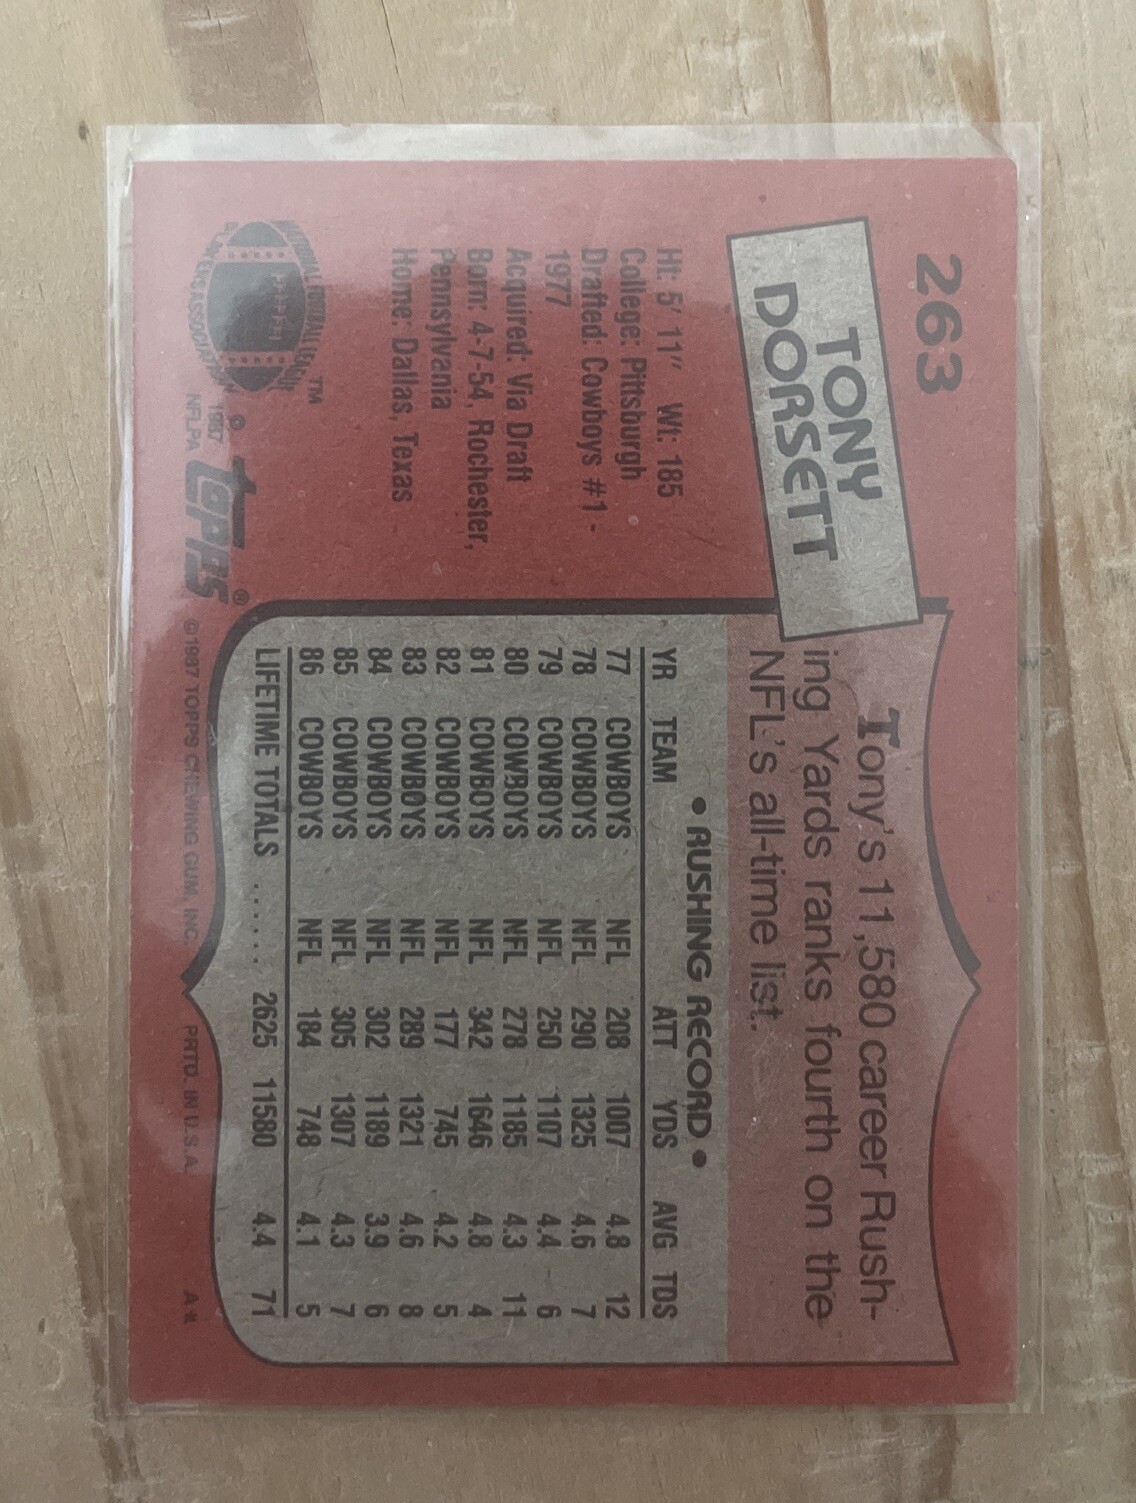 263
TONY
DORSETT
Ht: 5' 11" Wt: 185
College: Pittsburgh
Drafted: Cowboys #1 -
1977
Acquired: Via Draft
Born: 4-7-54, Rochester,
Pennsylvania
Home: Dallas, Texas
NATIONAL FOOTBALL LEAGUE
PLAYERS ASSOCIATION
TM
© 1987
NFLPA
topps®
Tony's 11,580 career Rush-
ing Yards ranks fourth on the
NFL's all-time list.
• RUSHING RECORD •
YR TEAM ATT YDS AVG TDS
77 COWBOYS NFL 208 1007 4.8 12
78 COWBOYS NFL 290 1325 4.6 7
79 COWBOYS NFL 250 1107 4.4 6
80 COWBOYS NFL 278 1185 4.3 11
81 COWBOYS NFL 342 1646 4.8 4
82 COWBOYS NFL 177 745 4.2 5
83 COWBOYS NFL 289 1321 4.6 8
84 COWBOYS NFL 302 1189 3.9 6
85 COWBOYS NFL 305 1307 4.3 7
86 COWBOYS NFL 184 748 4.1 5
LIFETIME TOTALS ...... 2625 11580 4.4 71
©1987 TOPPS CHEWING GUM, INC. PRTD. IN U.S.A. A**